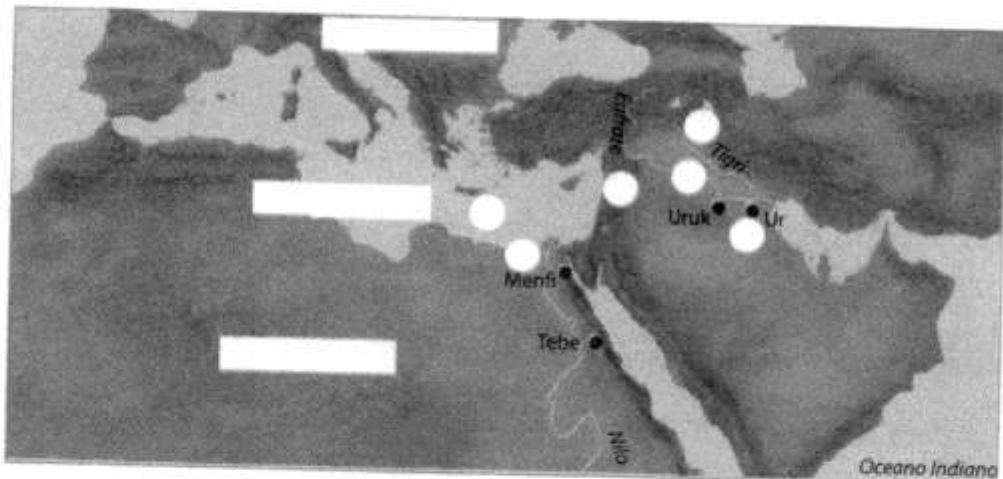 Eufrate
Tigri
Uruk
Ur
Menfi
Tebe
Nilo
Oceano Indiano